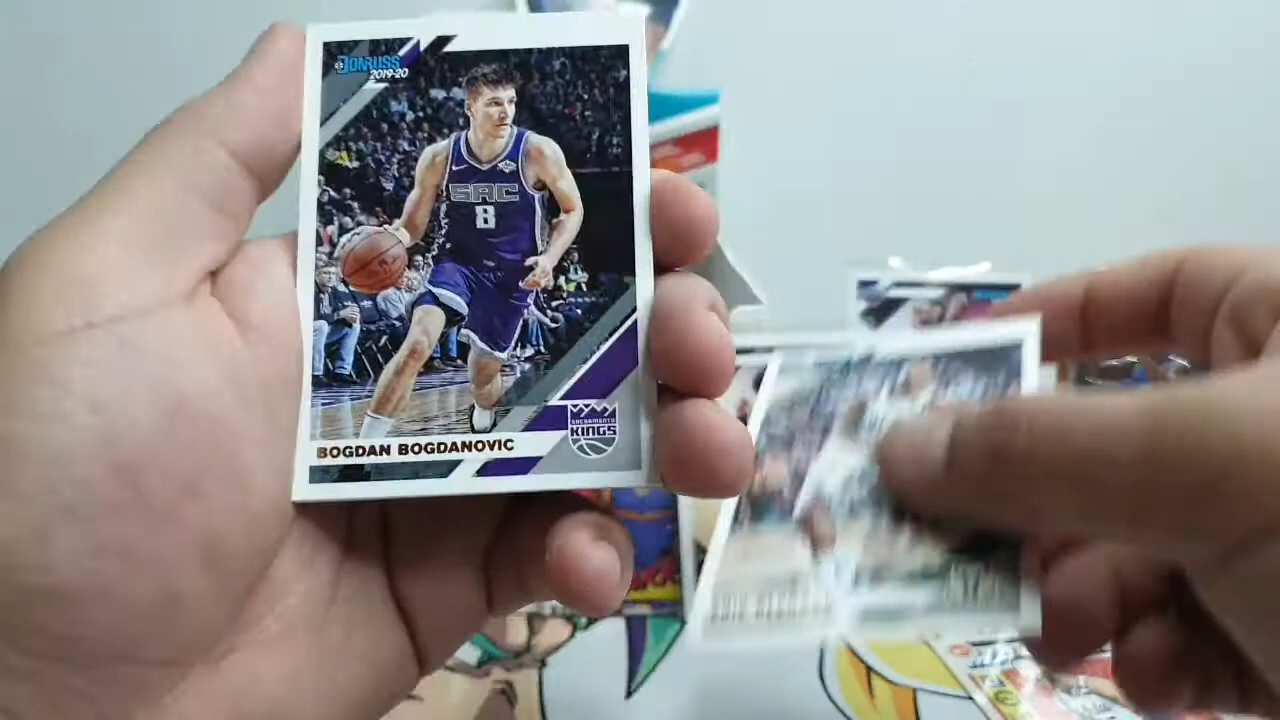 DONRUSS
2019-20
SAC
8
BOGDAN BOGDANOVIC
SACRAMENTO
KINGS